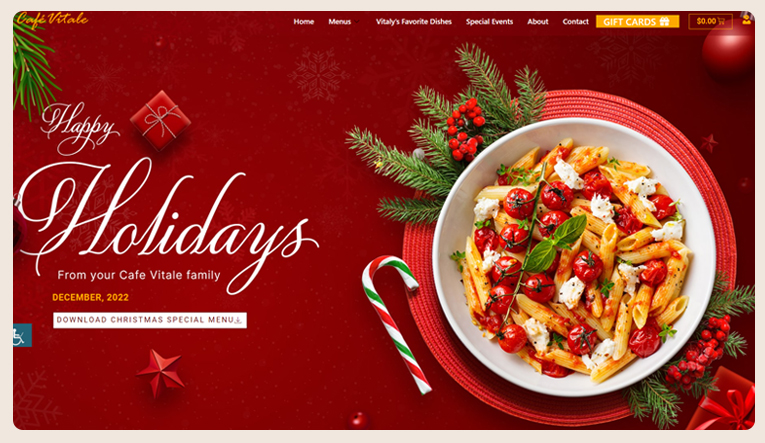 Café Vitale
Home Menus Vitaly's Favorite Dishes Special Events About Contact GIFT CARDS $0.00
Happy
Holidays
From your Cafe Vitale family
DECEMBER, 2022
DOWNLOAD CHRISTMAS SPECIAL MENU